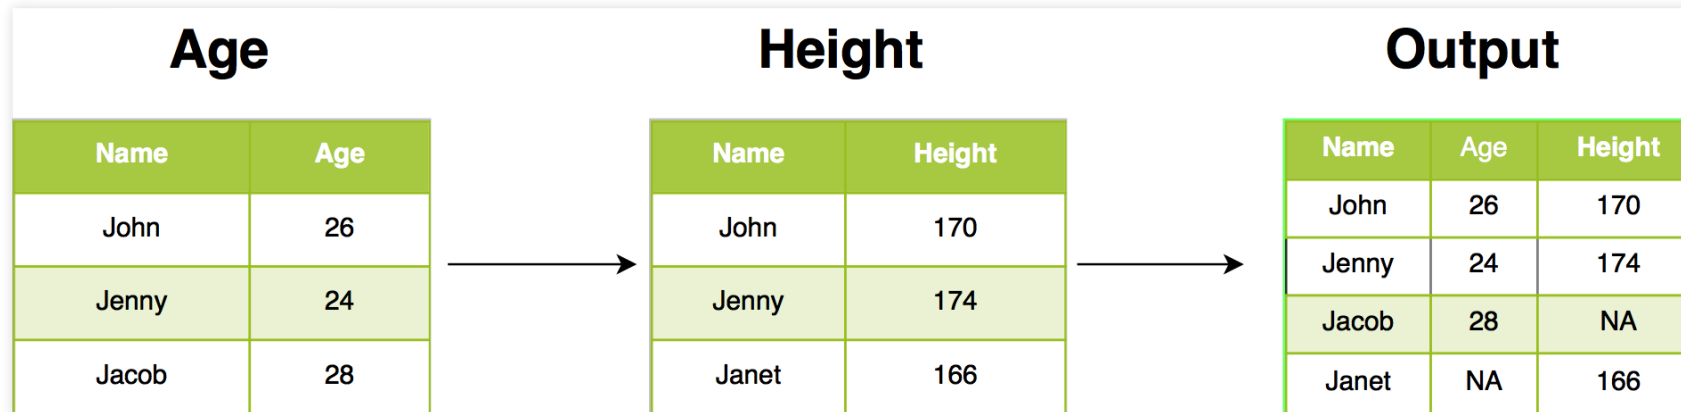 Age
Name Age
John 26
Jenny 24
Jacob 28
Height
Name Height
John 170
Jenny 174
Janet 166
Output
Name Age Height
John 26 170
Jenny 24 174
Jacob 28 NA
Janet NA 166